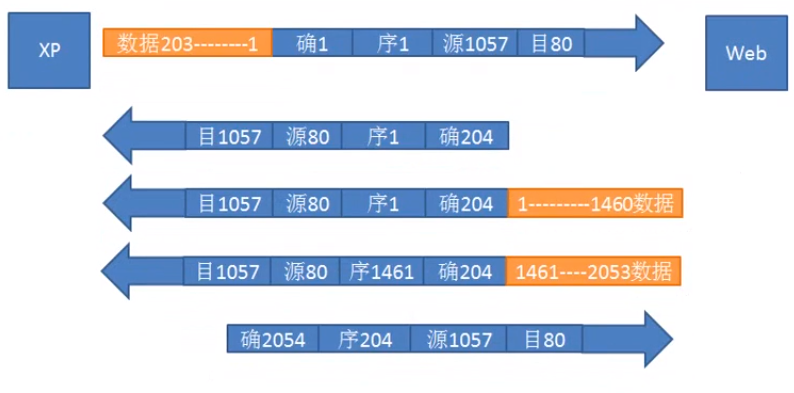 XP 数据203--------1 确1 序1 源1057 目80 Web
目1057 源80 序1 确204
目1057 源80 序1 确204 1---------1460数据
目1057 源80 序1461 确204 1461----2053数据
确2054 序204 源1057 目80